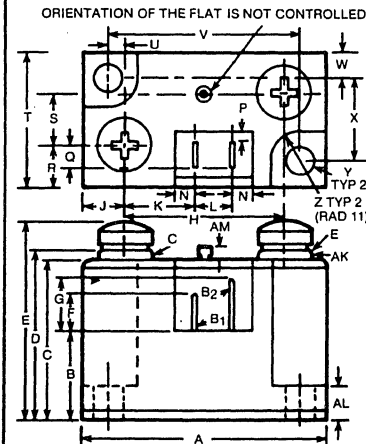 ORIENTATION OF THE FLAT IS NOT CONTROLLED
V
U
W
T
S
P
X
R
Q
Y
TYP 2
N
N
Z TYP 2
(RAD 11)
J
K
L
H
AM
C
E
AK
G
F
B2
B1
E
D
C
B
AL
A